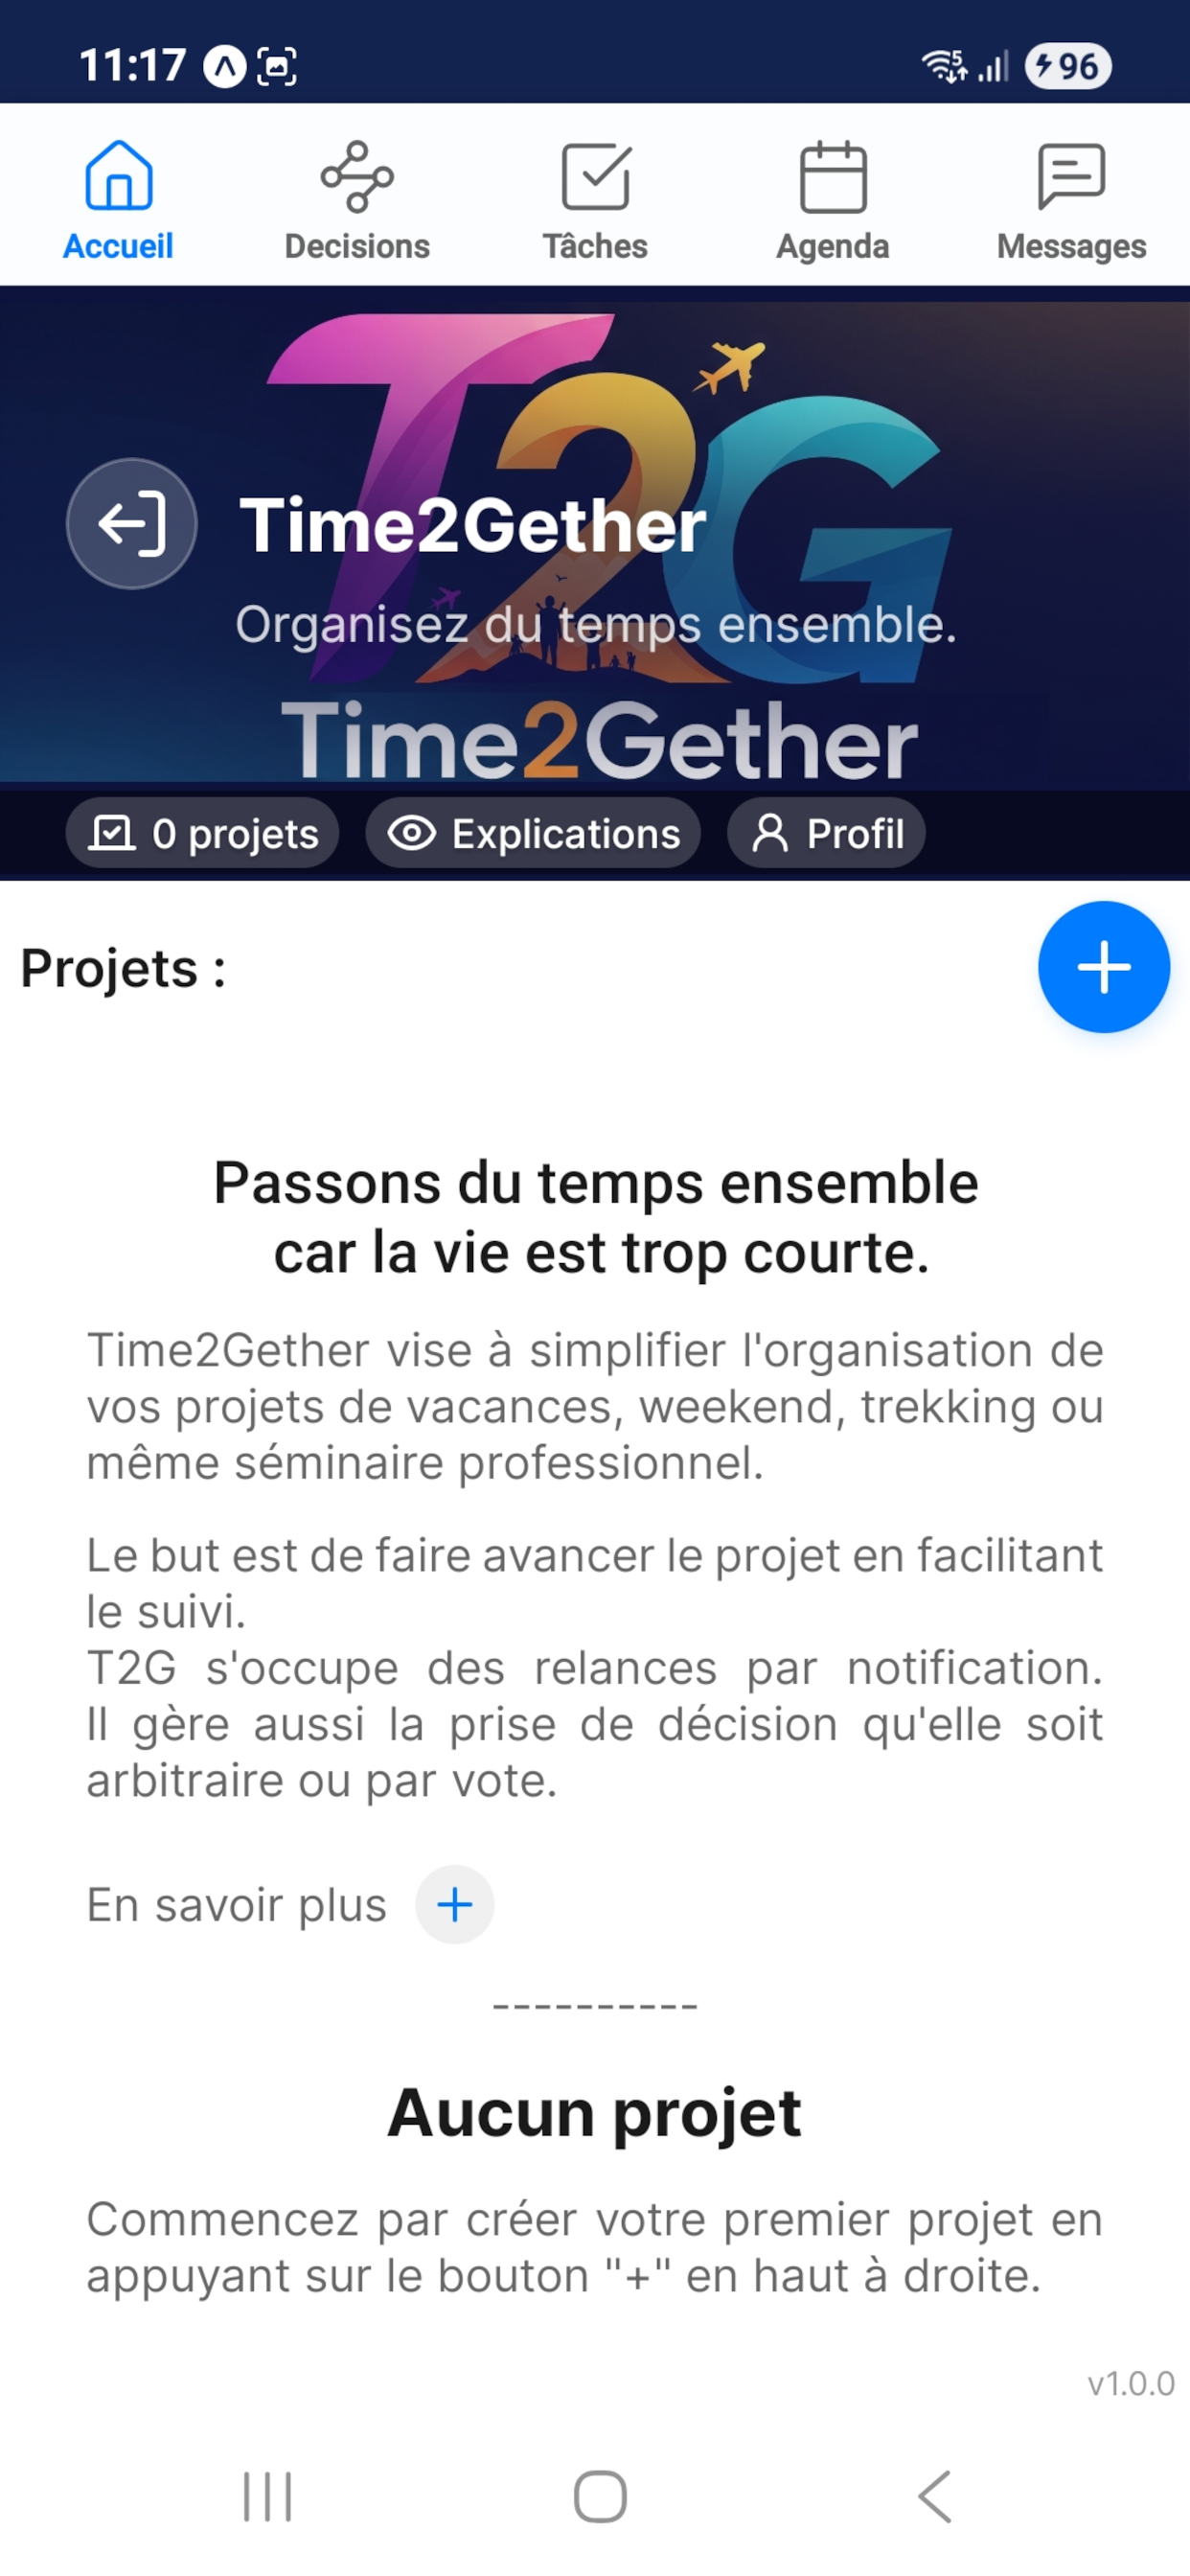 11:17
5
96
Accueil
Decisions
Tâches
Agenda
Messages
T2G
Time2Gether
Organisez du temps ensemble.
Time2Gether
0 projets
Explications
Profil
Projets :
Passons du temps ensemble
car la vie est trop courte.
Time2Gether vise à simplifier l'organisation de
vos projets de vacances, weekend, trekking ou
même séminaire professionnel.
Le but est de faire avancer le projet en facilitant
le suivi.
T2G s'occupe des relances par notification.
Il gère aussi la prise de décision qu'elle soit
arbitraire ou par vote.
En savoir plus
----------
Aucun projet
Commencez par créer votre premier projet en
appuyant sur le bouton "+" en haut à droite.
v1.0.0